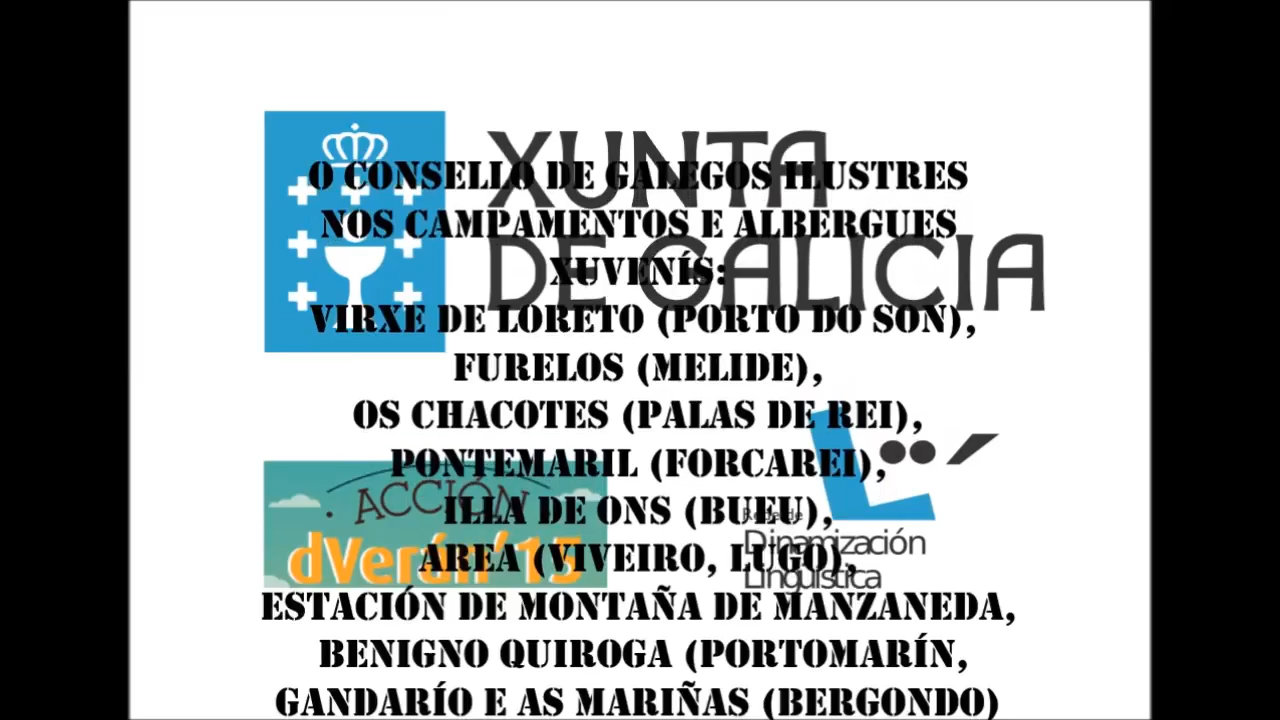 XUNTA
DE GALICIA
O CONSELLO DE GALEGOS ILUSTRES
NOS CAMPAMENTOS E ALBERGUES
XUVENÍS:
VIRXE DE LORETO (PORTO DO SON),
FURELOS (MELIDE),
OS CHACOTES (PALAS DE REI),
PONTEMARIL (FORCAREI),
ILLA DE ONS (BUEU),
AREA (VIVEIRO, LUGO),
ESTACIÓN DE MONTAÑA DE MANZANEDA,
BENIGNO QUIROGA (PORTOMARÍN,
GANDARÍO E AS MARIÑAS (BERGONDO)
ACCIÓN
dVerán'15
Rede de
Dinamización
Lingüística